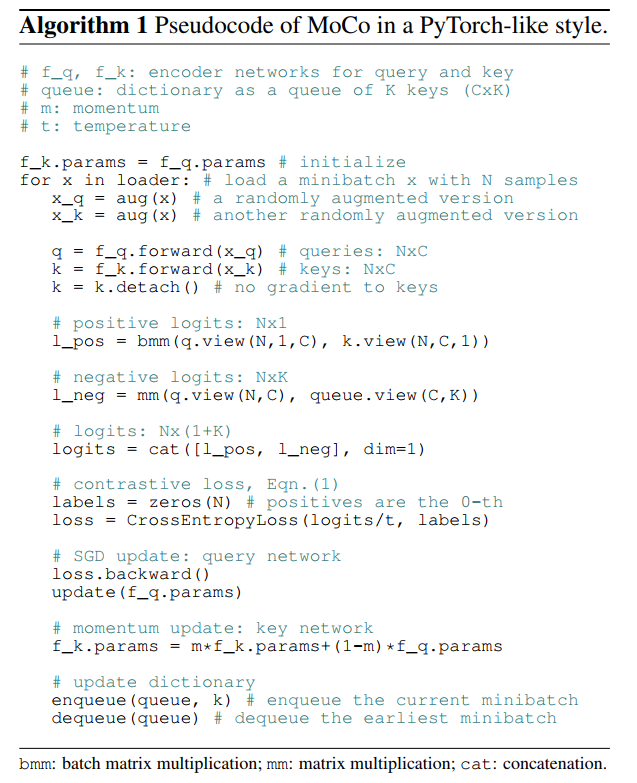 Algorithm 1 Pseudocode of MoCo in a PyTorch-like style.
# f_q, f_k: encoder networks for query and key
# queue: dictionary as a queue of K keys (CxK)
# m: momentum
# t: temperature
f_k.params = f_q.params # initialize
for x in loader: # load a minibatch x with N samples
x_q = aug(x) # a randomly augmented version
x_k = aug(x) # another randomly augmented version
q = f_q.forward(x_q) # queries: NxC
k = f_k.forward(x_k) # keys: NxC
k = k.detach() # no gradient to keys
# positive logits: Nx1
l_pos = bmm(q.view(N,1,C), k.view(N,C,1))
# negative logits: NxK
l_neg = mm(q.view(N,C), queue.view(C,K))
# logits: Nx(1+K)
logits = cat([l_pos, l_neg], dim=1)
# contrastive loss, Eqn.(1)
labels = zeros(N) # positives are the 0-th
loss = CrossEntropyLoss(logits/t, labels)
# SGD update: query network
loss.backward()
update(f_q.params)
# momentum update: key network
f_k.params = m*f_k.params+(1-m)*f_q.params
# update dictionary
enqueue(queue, k) # enqueue the current minibatch
dequeue(queue) # dequeue the earliest minibatch
bmm: batch matrix multiplication; mm: matrix multiplication; cat: concatenation.